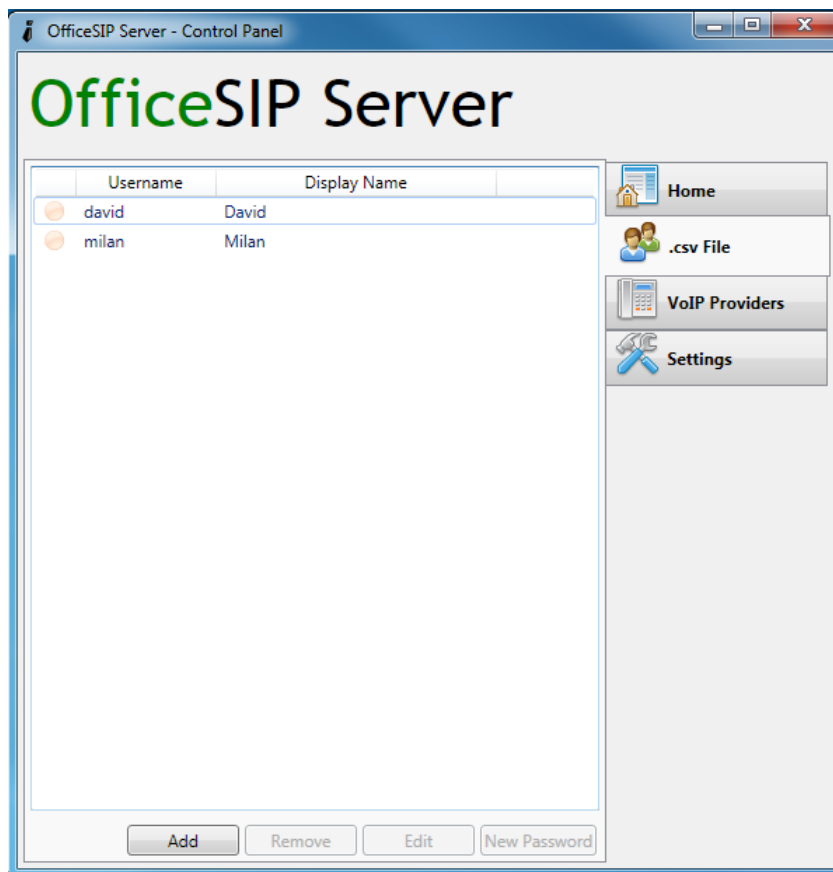 OfficeSIP Server - Control Panel
OfficeSIP Server
Username Display Name
david David
milan Milan
Home
.csv File
VoIP Providers
Settings
Add Remove Edit New Password